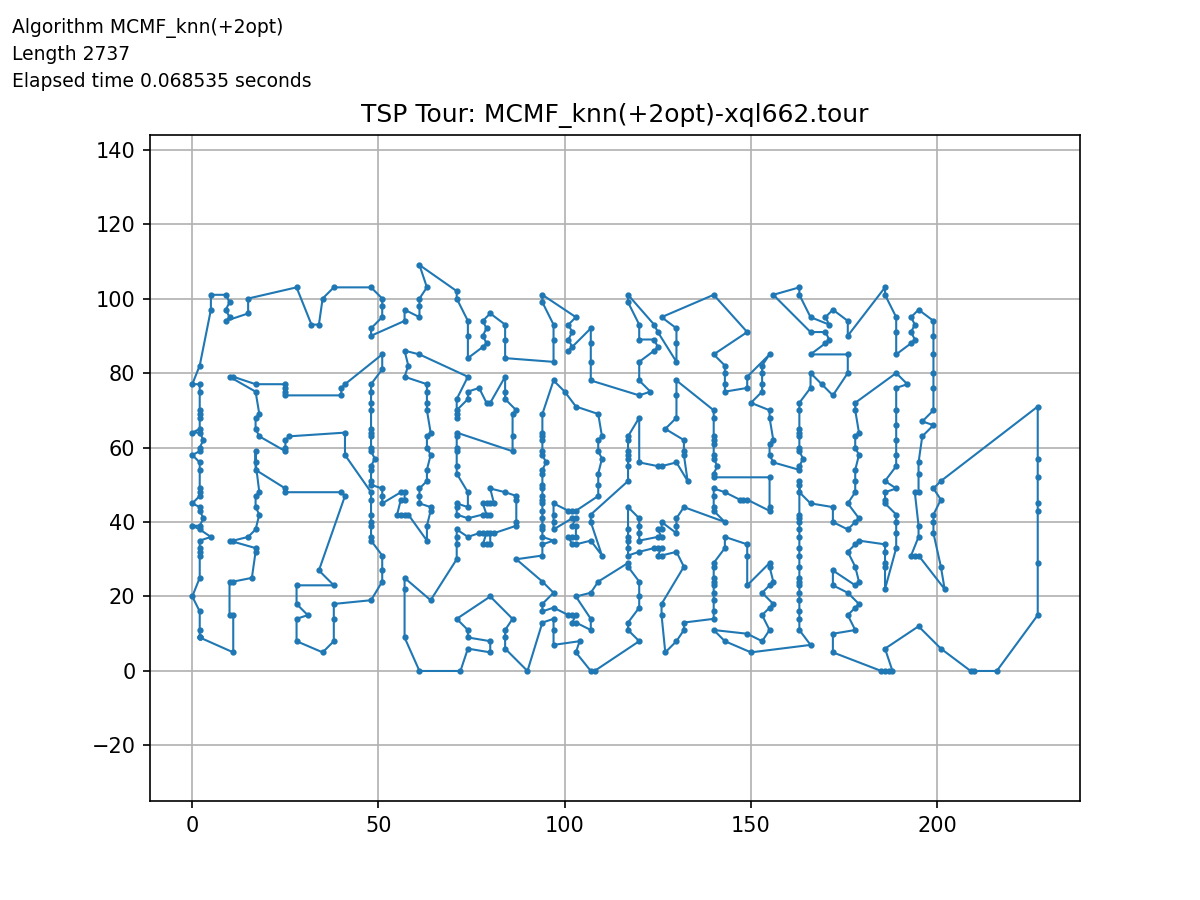 Algorithm MCMF_knn(+2opt)
Length 2737
Elapsed time 0.068535 seconds
TSP Tour: MCMF_knn(+2opt)-xql662.tour
140
120
100
80
60
40
20
0
−20
0 50 100 150 200